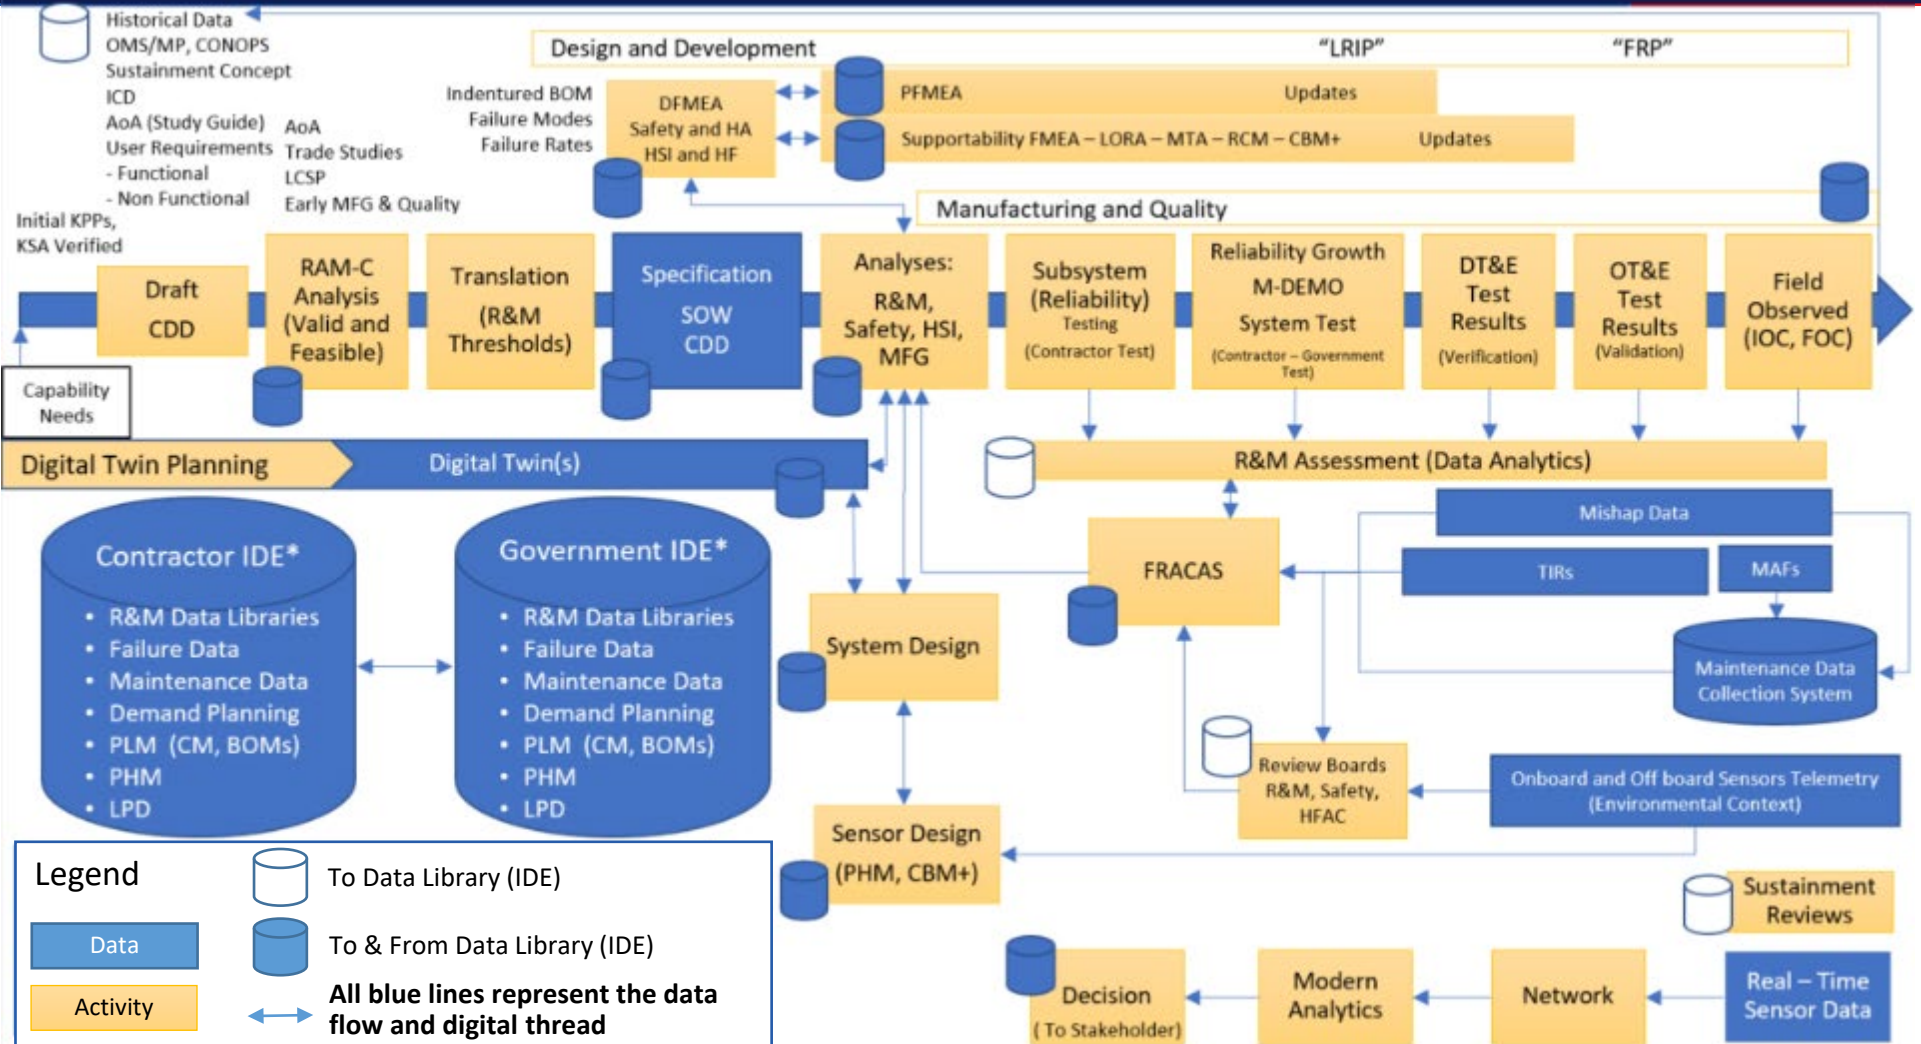 Historical Data
OMS/MP, CONOPS
Sustainment Concept
ICD
AoA (Study Guide)
User Requirements
- Functional
- Non Functional
AoA
Trade Studies
LCSP
Early MFG & Quality
Initial KPPs,
KSA Verified
Design and Development
“LRIP”
“FRP”
Indentured BOM
Failure Modes
Failure Rates
DFMEA
Safety and HA
HSI and HF
PFMEA
Updates
Supportability FMEA – LORA – MTA – RCM – CBM+
Updates
Manufacturing and Quality
Draft
CDD
RAM-C
Analysis
(Valid and
Feasible)
Translation
(R&M
Thresholds)
Specification
SOW
CDD
Analyses:
R&M,
Safety, HSI,
MFG
Subsystem
(Reliability)
Testing
(Contractor Test)
Reliability Growth
M-DEMO
System Test
(Contractor – Government
Test)
DT&E
Test
Results
(Verification)
OT&E
Test
Results
(Validation)
Field
Observed
(IOC, FOC)
Capability
Needs
Digital Twin Planning
Digital Twin(s)
R&M Assessment (Data Analytics)
Contractor IDE*
• R&M Data Libraries
• Failure Data
• Maintenance Data
• Demand Planning
• PLM (CM, BOMs)
• PHM
• LPD
Government IDE*
• R&M Data Libraries
• Failure Data
• Maintenance Data
• Demand Planning
• PLM (CM, BOMs)
• PHM
• LPD
FRACAS
Mishap Data
TIRs
MAFs
Maintenance Data
Collection System
System Design
Review Boards
R&M, Safety,
HFAC
Onboard and Off board Sensors Telemetry
(Environmental Context)
Sensor Design
(PHM, CBM+)
Sustainment
Reviews
Decision
( To Stakeholder)
Modern
Analytics
Network
Real – Time
Sensor Data
Legend
To Data Library (IDE)
Data
To & From Data Library (IDE)
Activity
All blue lines represent the data
flow and digital thread